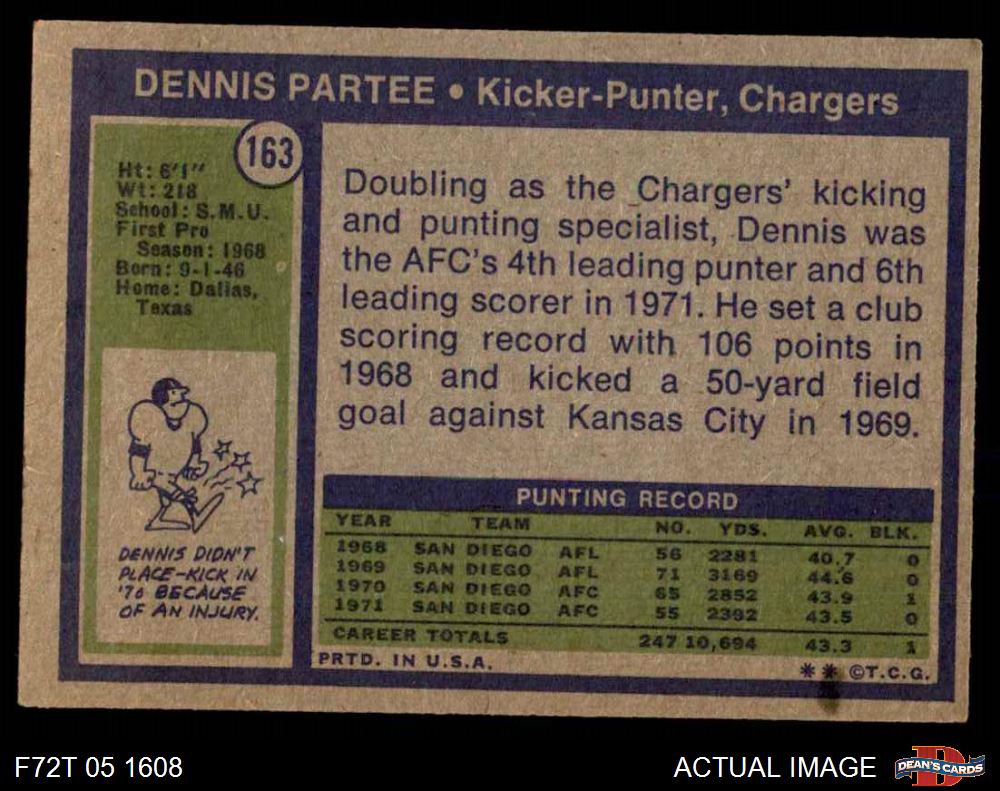 DENNIS PARTEE • Kicker-Punter, Chargers
163
Ht: 6'1"
Wt: 218
School: S.M.U.
First Pro
Season: 1968
Born: 9-1-46
Home: Dallas,
Texas
DENNIS DIDN'T
PLACE-KICK IN
'70 BECAUSE
OF AN INJURY.
Doubling as the Chargers' kicking
and punting specialist, Dennis was
the AFC's 4th leading punter and 6th
leading scorer in 1971. He set a club
scoring record with 106 points in
1968 and kicked a 50-yard field
goal against Kansas City in 1969.
PUNTING RECORD
YEAR TEAM NO. YDS. AVG. BLK.
1968 SAN DIEGO AFL 56 2281 40.7 0
1969 SAN DIEGO AFL 71 3169 44.6 0
1970 SAN DIEGO AFC 65 2852 43.9 1
1971 SAN DIEGO AFC 55 2392 43.5 0
CAREER TOTALS 247 10,694 43.3 1
PRTD. IN U.S.A. ** ©T.C.G.
F72T 05 1608 ACTUAL IMAGE DEAN'S CARDS